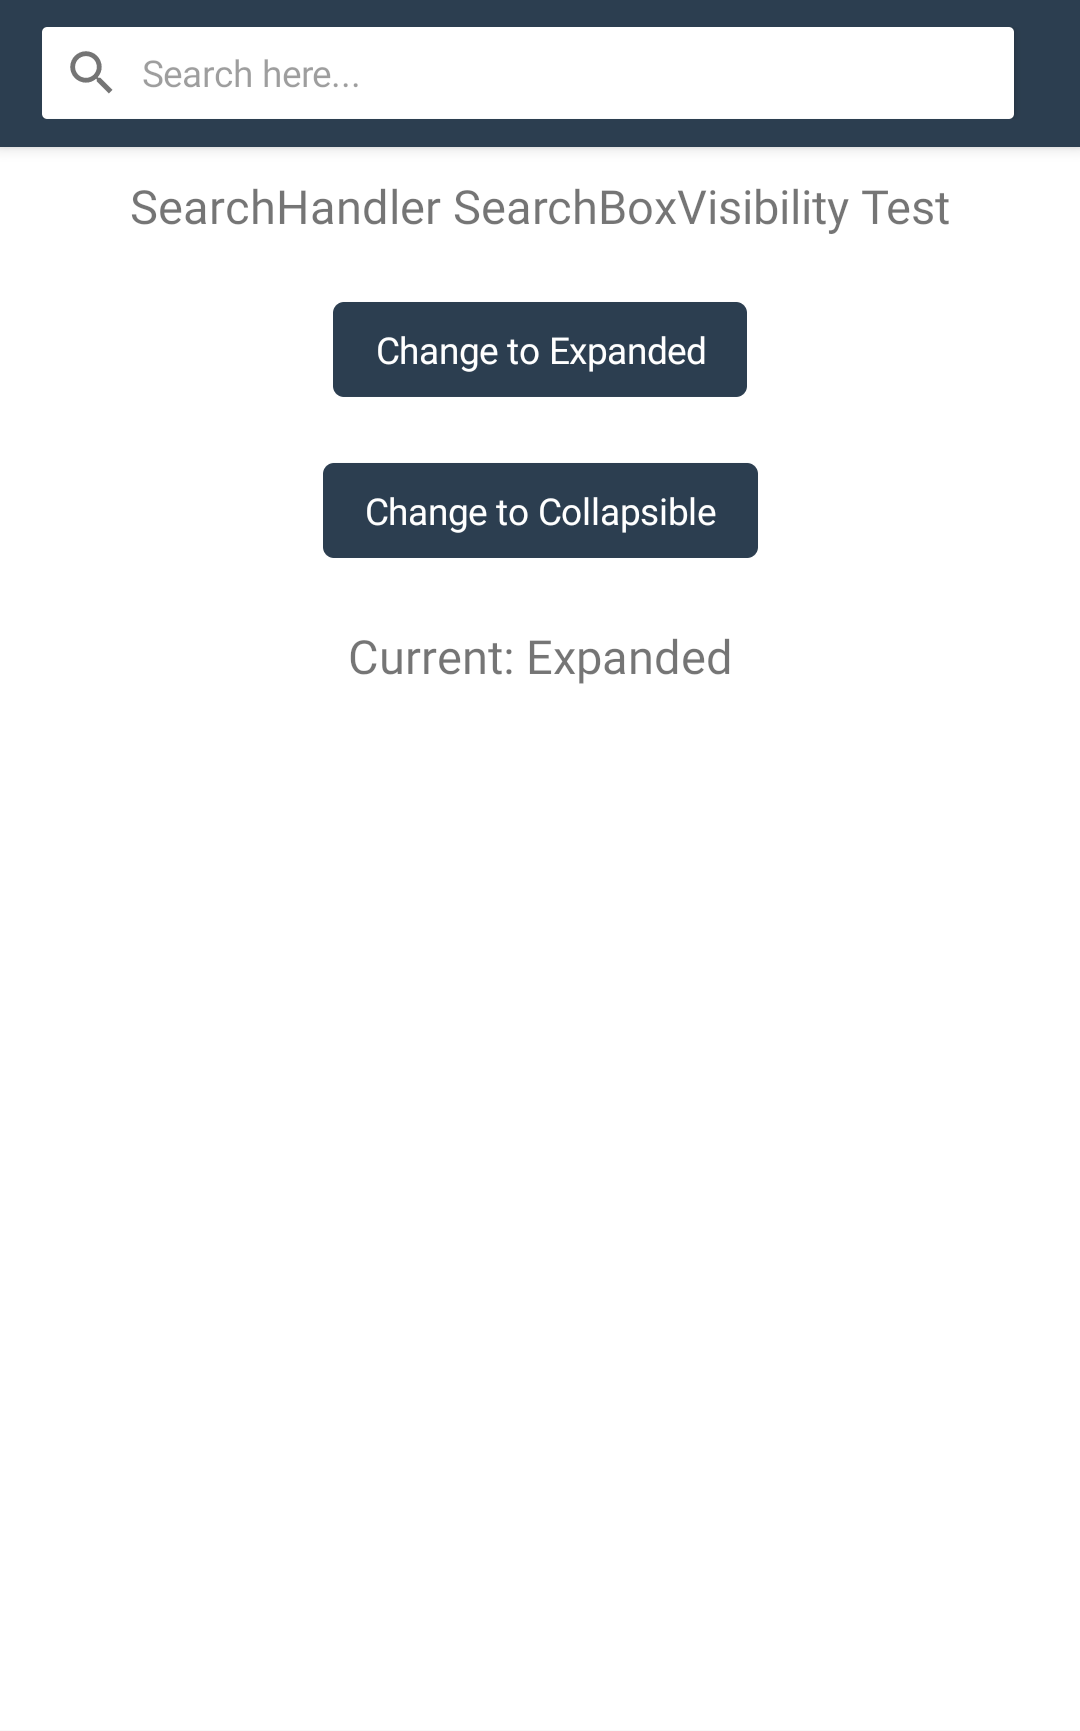 Search here...
SearchHandler SearchBoxVisibility Test
Change to Expanded
Change to Collapsible
Current: Expanded